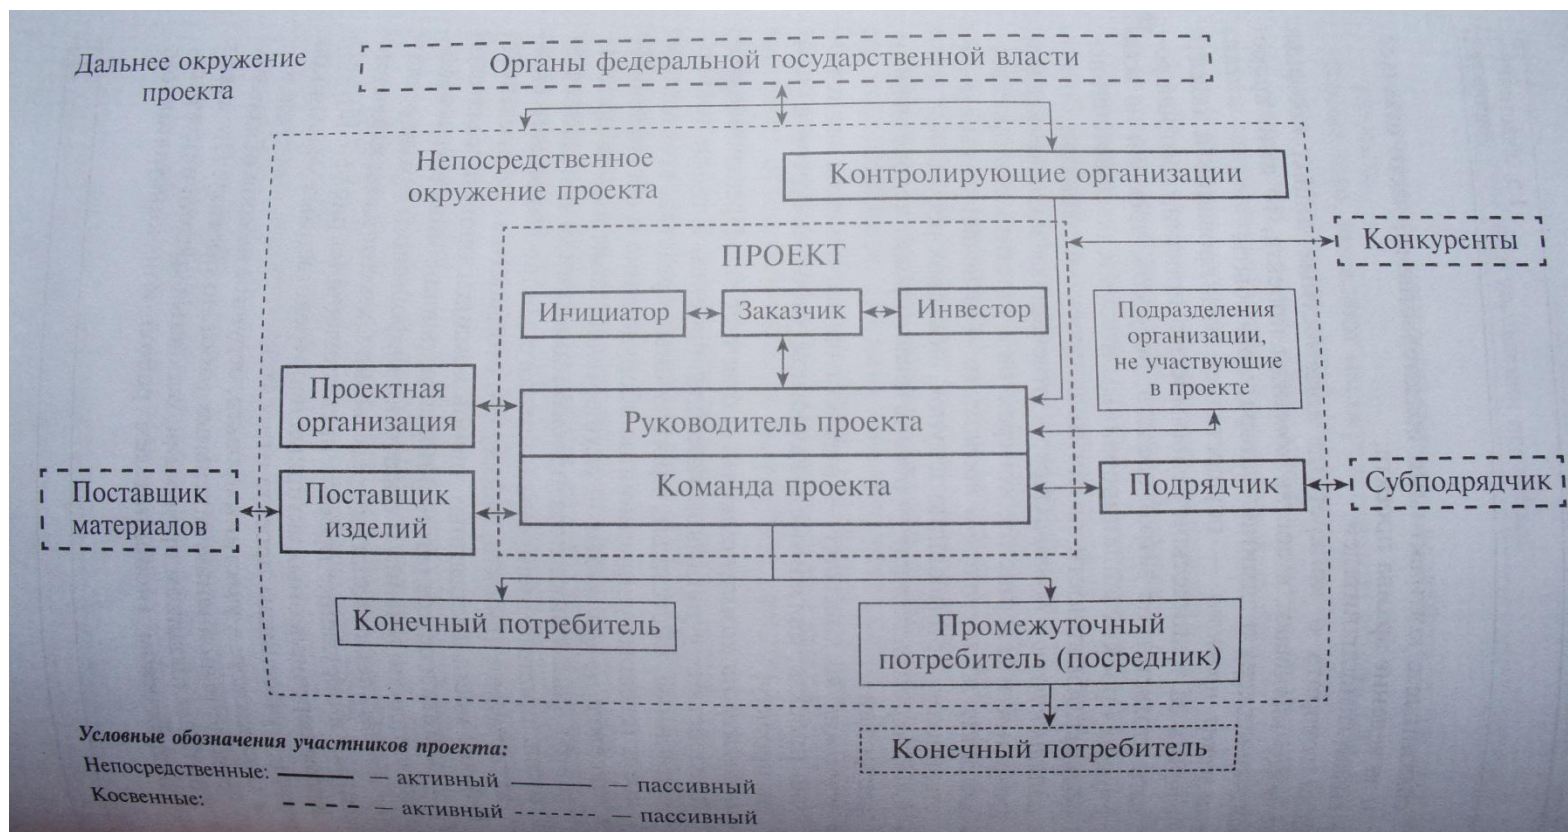 Дальнее окружение
проекта
Органы федеральной государственной власти
Непосредственное
окружение проекта
Контролирующие организации
ПРОЕКТ
Конкуренты
Инициатор
Заказчик
Инвестор
Подразделения
организации,
не участвующие
в проекте
Проектная
организация
Руководитель проекта
Команда проекта
Поставщик
материалов
Поставщик
изделий
Подрядчик
Субподрядчик
Конечный потребитель
Промежуточный
потребитель (посредник)
Конечный потребитель
Условные обозначения участников проекта:
Непосредственные: — активный — пассивный
Косвенные: — активный — пассивный